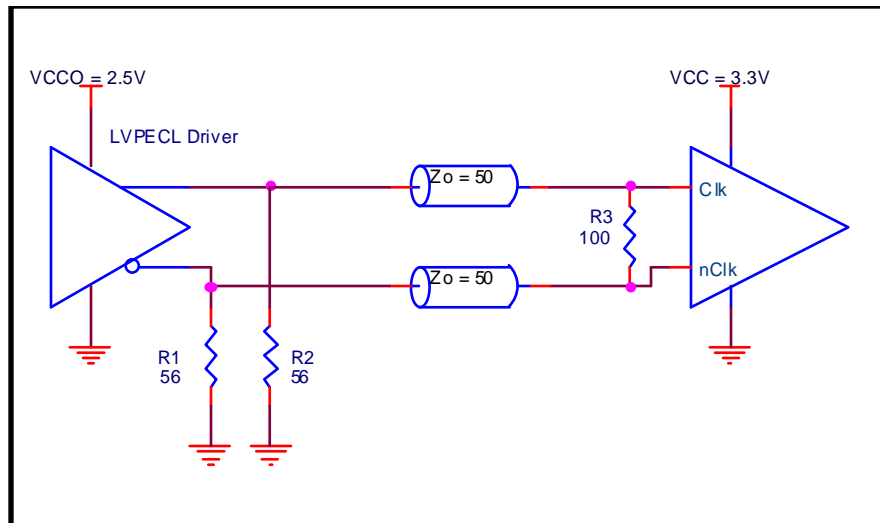 VCCO = 2.5V
VCC = 3.3V
LVPECL Driver
Zo = 50
Clk
R3
100
nClk
Zo = 50
R1
56
R2
56